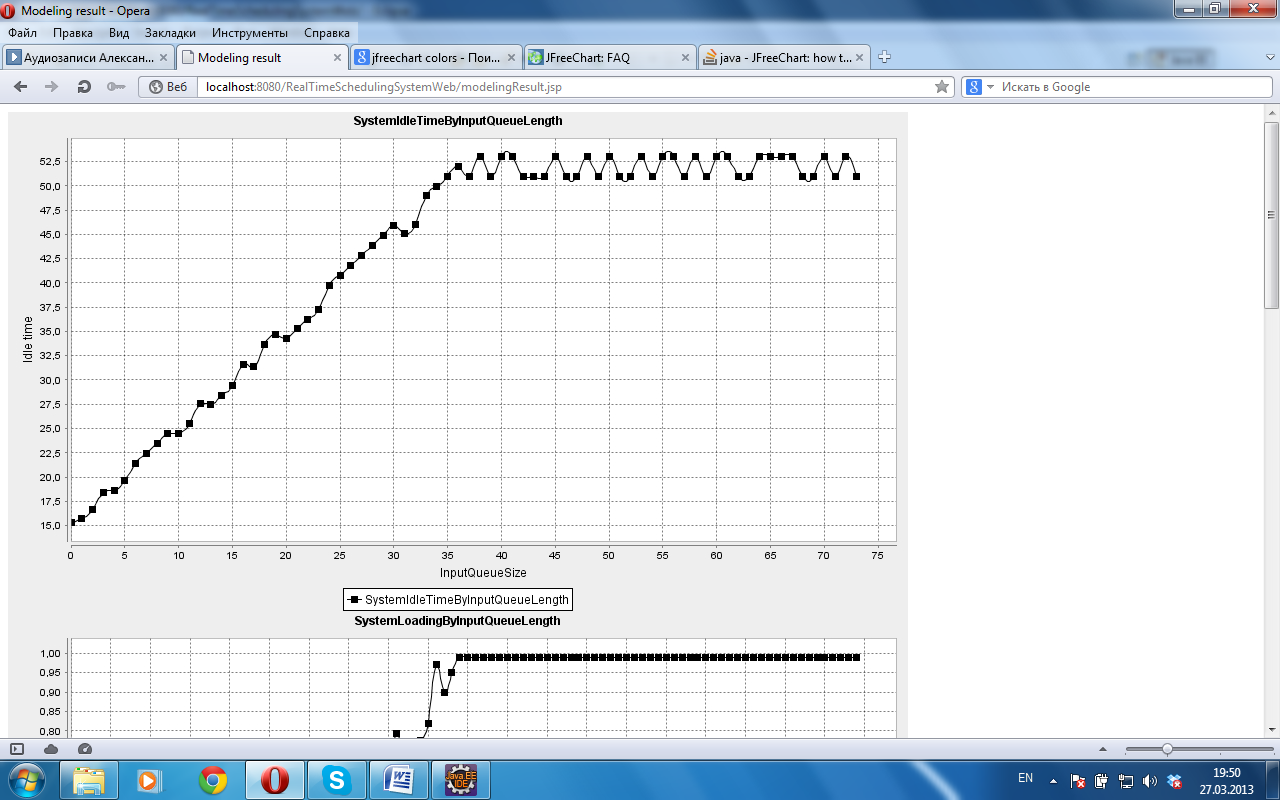 Modeling result - Opera
Файл Правка Вид Закладки Инструменты Справка
Аудиозаписи Алексан... Modeling result jfreechart colors - Пои... JFreeChart: FAQ java - JFreeChart: how t...
Веб localhost:8080/RealTimeSchedulingSystemWeb/modelingResult.jsp Искать в Google
SystemIdleTimeByInputQueueLength
52,5
50,0
47,5
45,0
42,5
40,0
37,5
35,0
32,5
30,0
27,5
25,0
22,5
20,0
17,5
15,0
Idle time
0 5 10 15 20 25 30 35 40 45 50 55 60 65 70 75
InputQueueSize
SystemIdleTimeByInputQueueLength
SystemLoadingByInputQueueLength
1,00
0,95
0,90
0,85
0,80
Java EE
IDE
EN
19:50
27.03.2013